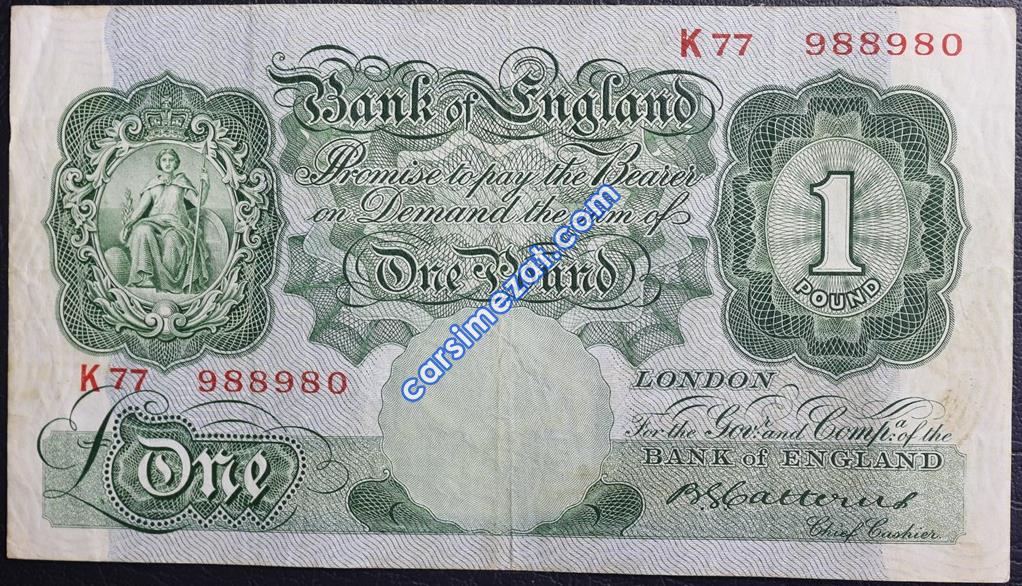 K77 988980
Bank of England
Promise to pay the Bearer
on Demand the Sum of
One Pound
1
POUND
carsimezat.com
K77 988980
LONDON
For the Govr. and Compa. of the
BANK of ENGLAND
£One
B G Catterns
Chief Cashier.